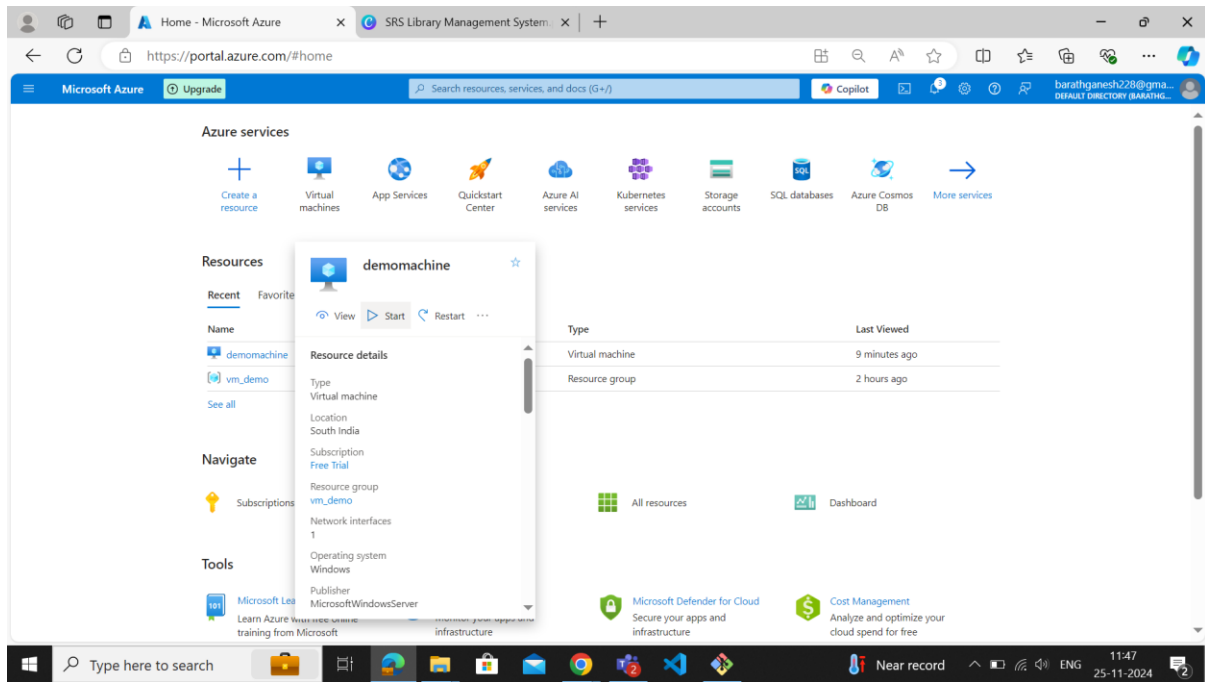 Home - Microsoft Azure
SRS Library Management System.
https://portal.azure.com/#home
Microsoft Azure
Upgrade
Search resources, services, and docs (G+/)
Copilot
3
barathganesh228@gma...
DEFAULT DIRECTORY (BARATHG...
Azure services
Create a resource
Virtual machines
App Services
Quickstart Center
Azure AI services
Kubernetes services
Storage accounts
SQL
SQL databases
Azure Cosmos DB
More services
Resources
Recent Favorite
Name Type Last Viewed
demomachine Virtual machine 9 minutes ago
vm_demo Resource group 2 hours ago
See all
demomachine
View Start Restart ...
Resource details
Type
Virtual machine
Location
South India
Subscription
Free Trial
Resource group
vm_demo
Network interfaces
1
Operating system
Windows
Publisher
MicrosoftWindowsServer
Navigate
Subscriptions
All resources
Dashboard
Tools
101
Microsoft Lea
Learn Azure with free online
training from Microsoft
infrastructure
Microsoft Defender for Cloud
Secure your apps and
infrastructure
Cost Management
Analyze and optimize your
cloud spend for free
Type here to search
2
Near record
ENG
11:47
25-11-2024
2